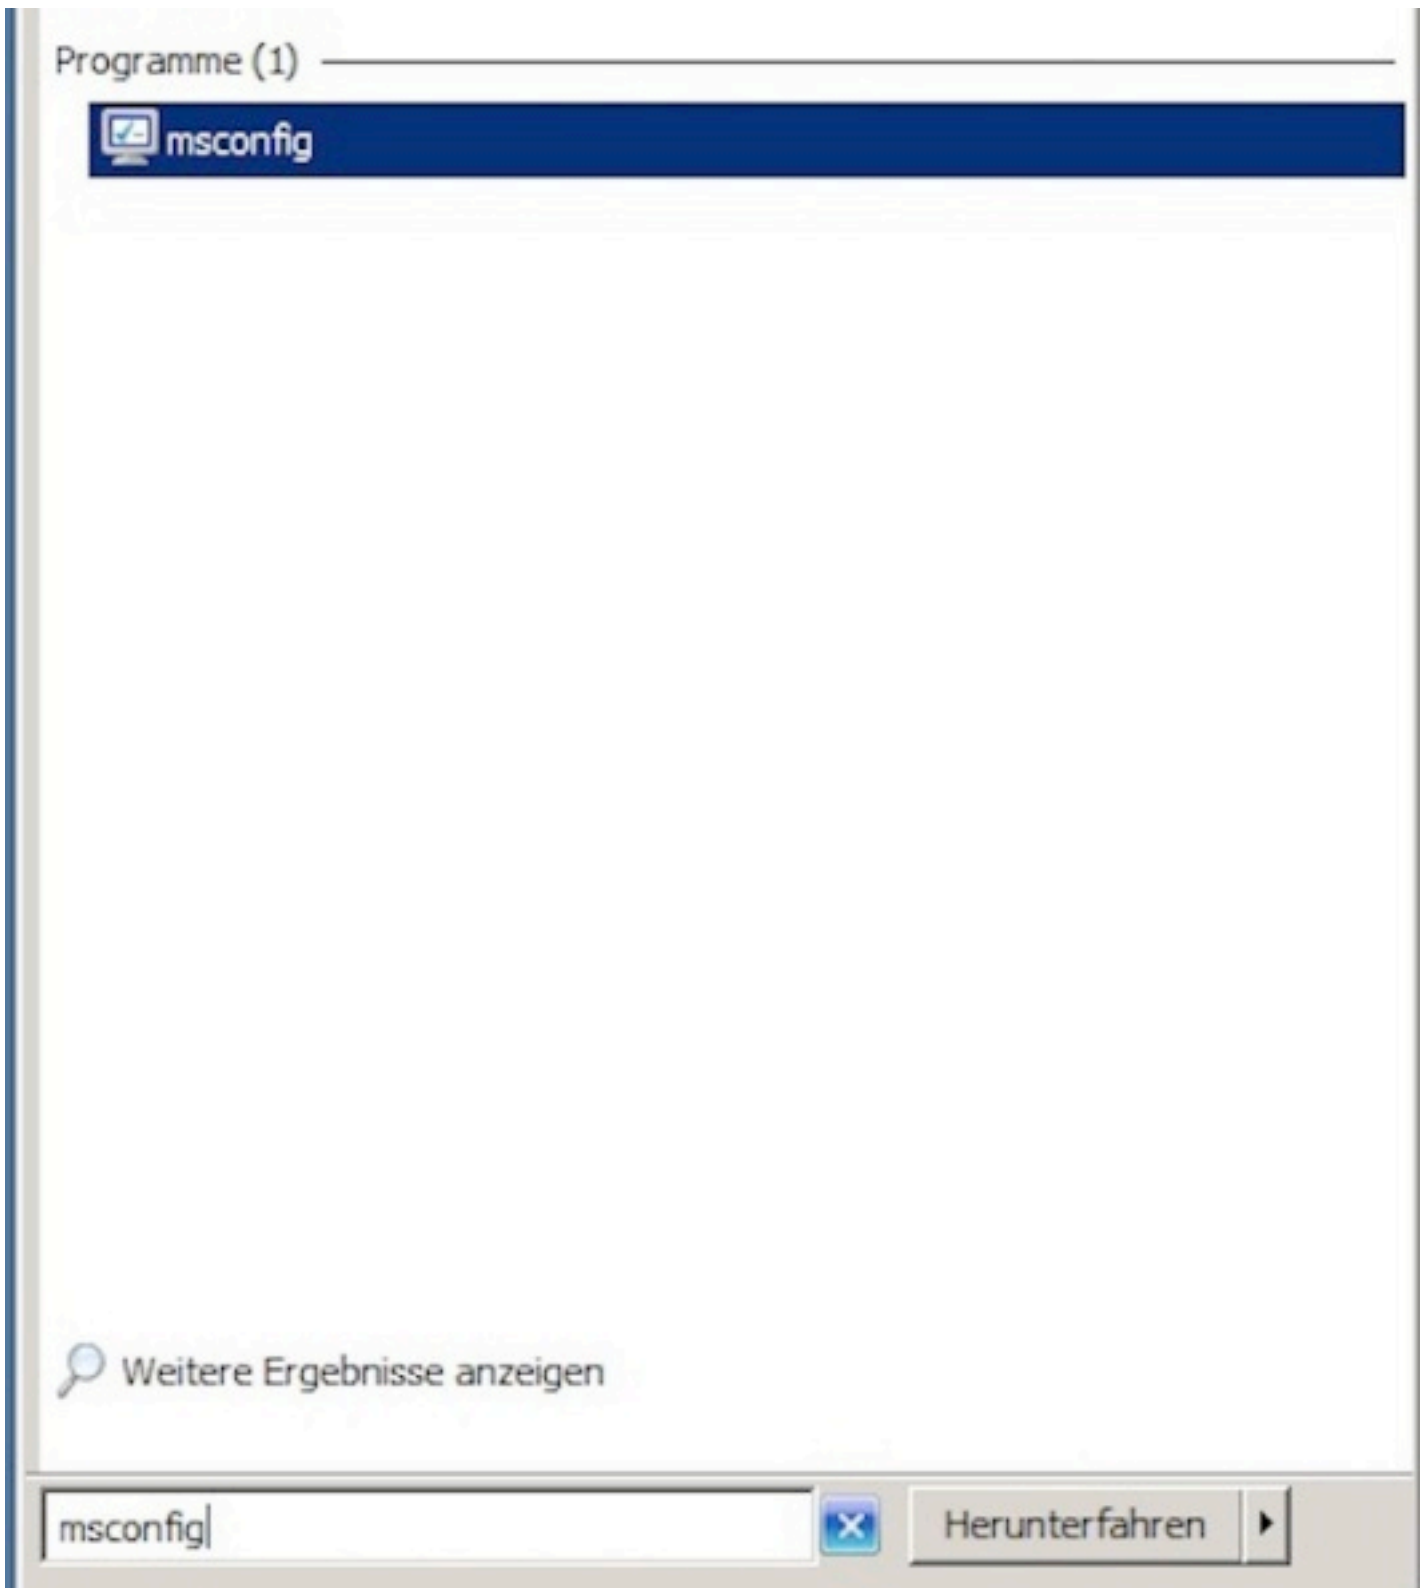 Programme (1)
msconfig
Weitere Ergebnisse anzeigen
msconfig
Herunterfahren